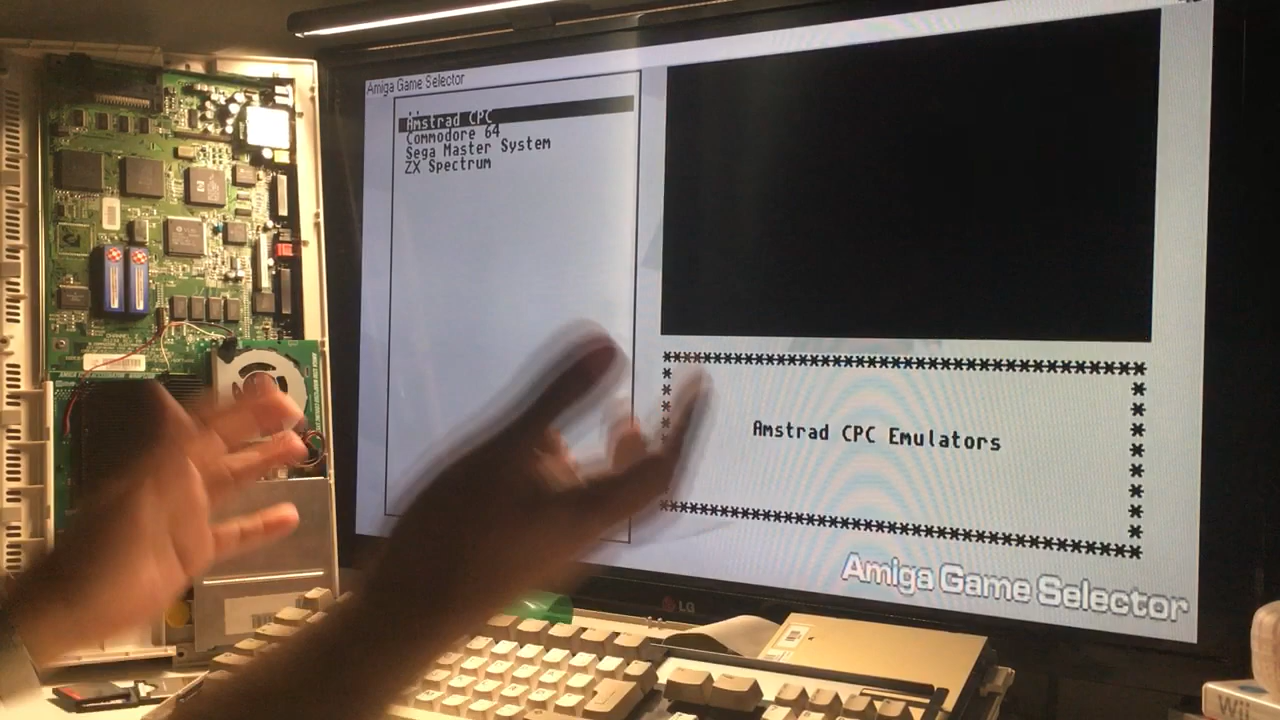 Amiga Game Selector
..
Amstrad CPC
Commodore 64
Sega Master System
ZX Spectrum
************************************************
Amstrad CPC Emulators
************************************************
Amiga Game Selector
LG
Wii